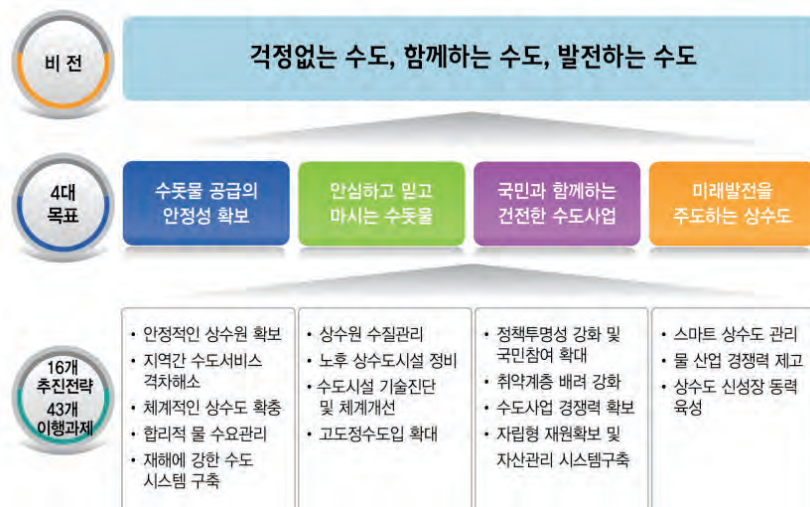 비 전
걱정없는 수도, 함께하는 수도, 발전하는 수도
4대
목표
수돗물 공급의
안정성 확보
안심하고 믿고
마시는 수돗물
국민과 함께하는
건전한 수도사업
미래발전을
주도하는 상수도
16개
추진전략
43개
이행과제
• 안정적인 상수원 확보
• 지역간 수도서비스
격차해소
• 체계적인 상수도 확충
• 합리적 물 수요관리
• 재해에 강한 수도
시스템 구축
• 상수원 수질관리
• 노후 상수도시설 정비
• 수도시설 기술진단
및 체계개선
• 고도정수도입 확대
• 정책투명성 강화 및
국민참여 확대
• 취약계층 배려 강화
• 수도사업 경쟁력 확보
• 자립형 재원확보 및
자산관리 시스템구축
• 스마트 상수도 관리
• 물 산업 경쟁력 제고
• 상수도 신성장 동력
육성